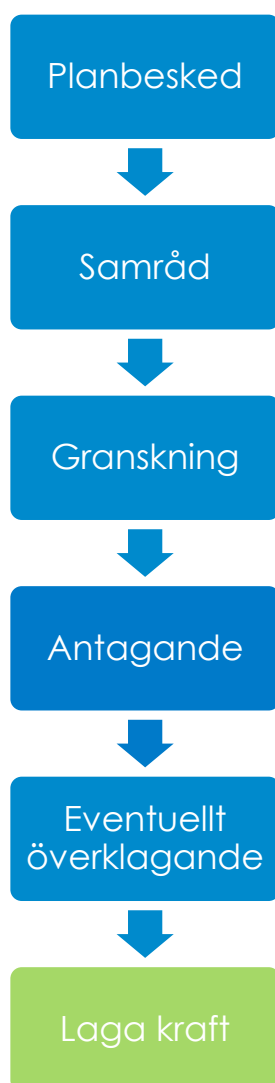 Planbesked
Samråd
Granskning
Antagande
Eventuellt
överklagande
Laga kraft